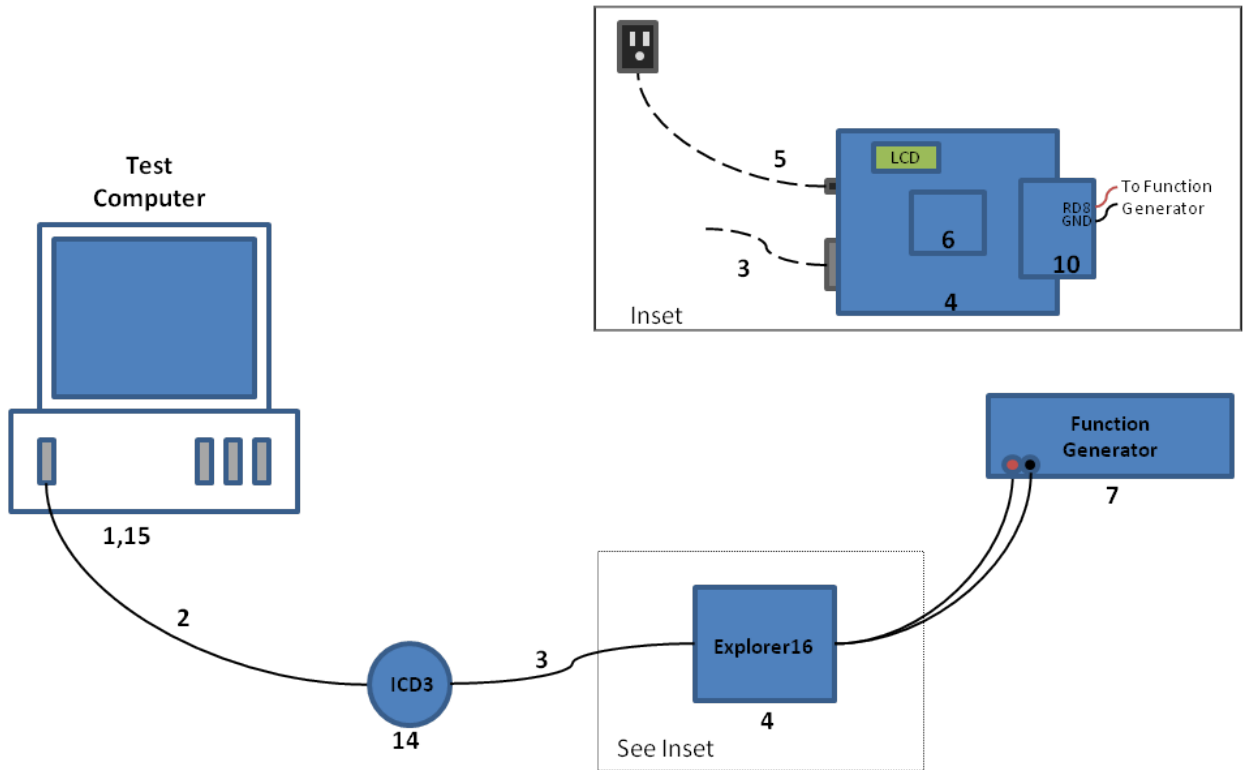 Test
Computer
1,15
2
ICD3
14
3
Explorer16
4
See Inset
Function
Generator
7
5
LCD
6
3
4
RD8
GND
10
To Function
Generator
Inset